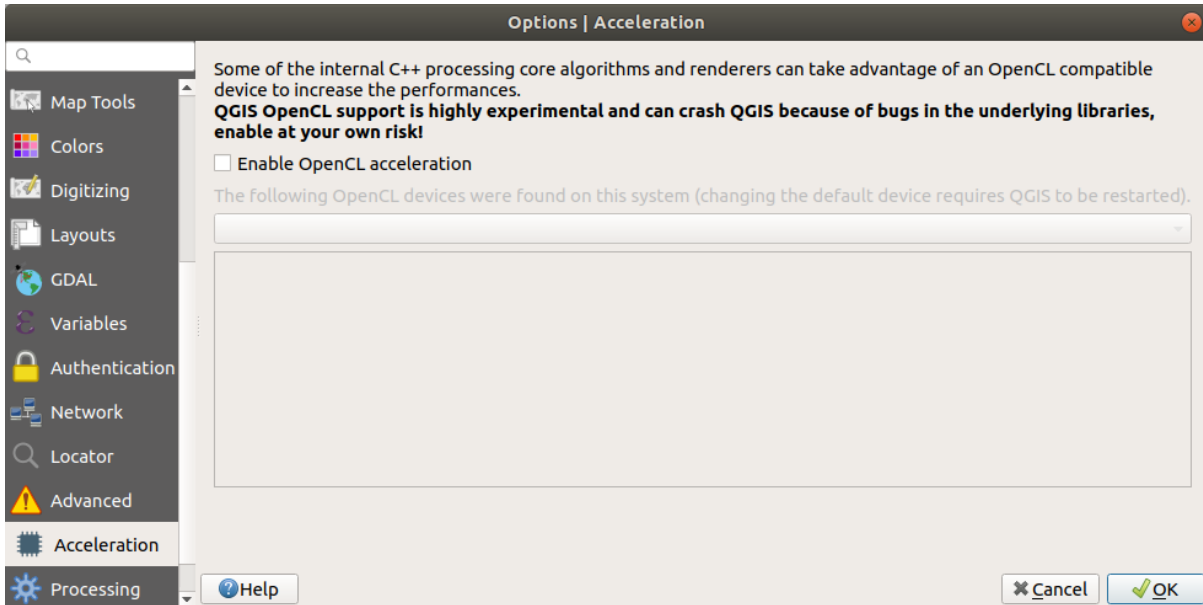 Options | Acceleration
Map Tools
Colors
Digitizing
Layouts
GDAL
Variables
Authentication
Network
Locator
Advanced
Acceleration
Processing
Some of the internal C++ processing core algorithms and renderers can take advantage of an OpenCL compatible
device to increase the performances.
QGIS OpenCL support is highly experimental and can crash QGIS because of bugs in the underlying libraries,
enable at your own risk!
Enable OpenCL acceleration
The following OpenCL devices were found on this system (changing the default device requires QGIS to be restarted).
Help
Cancel
OK